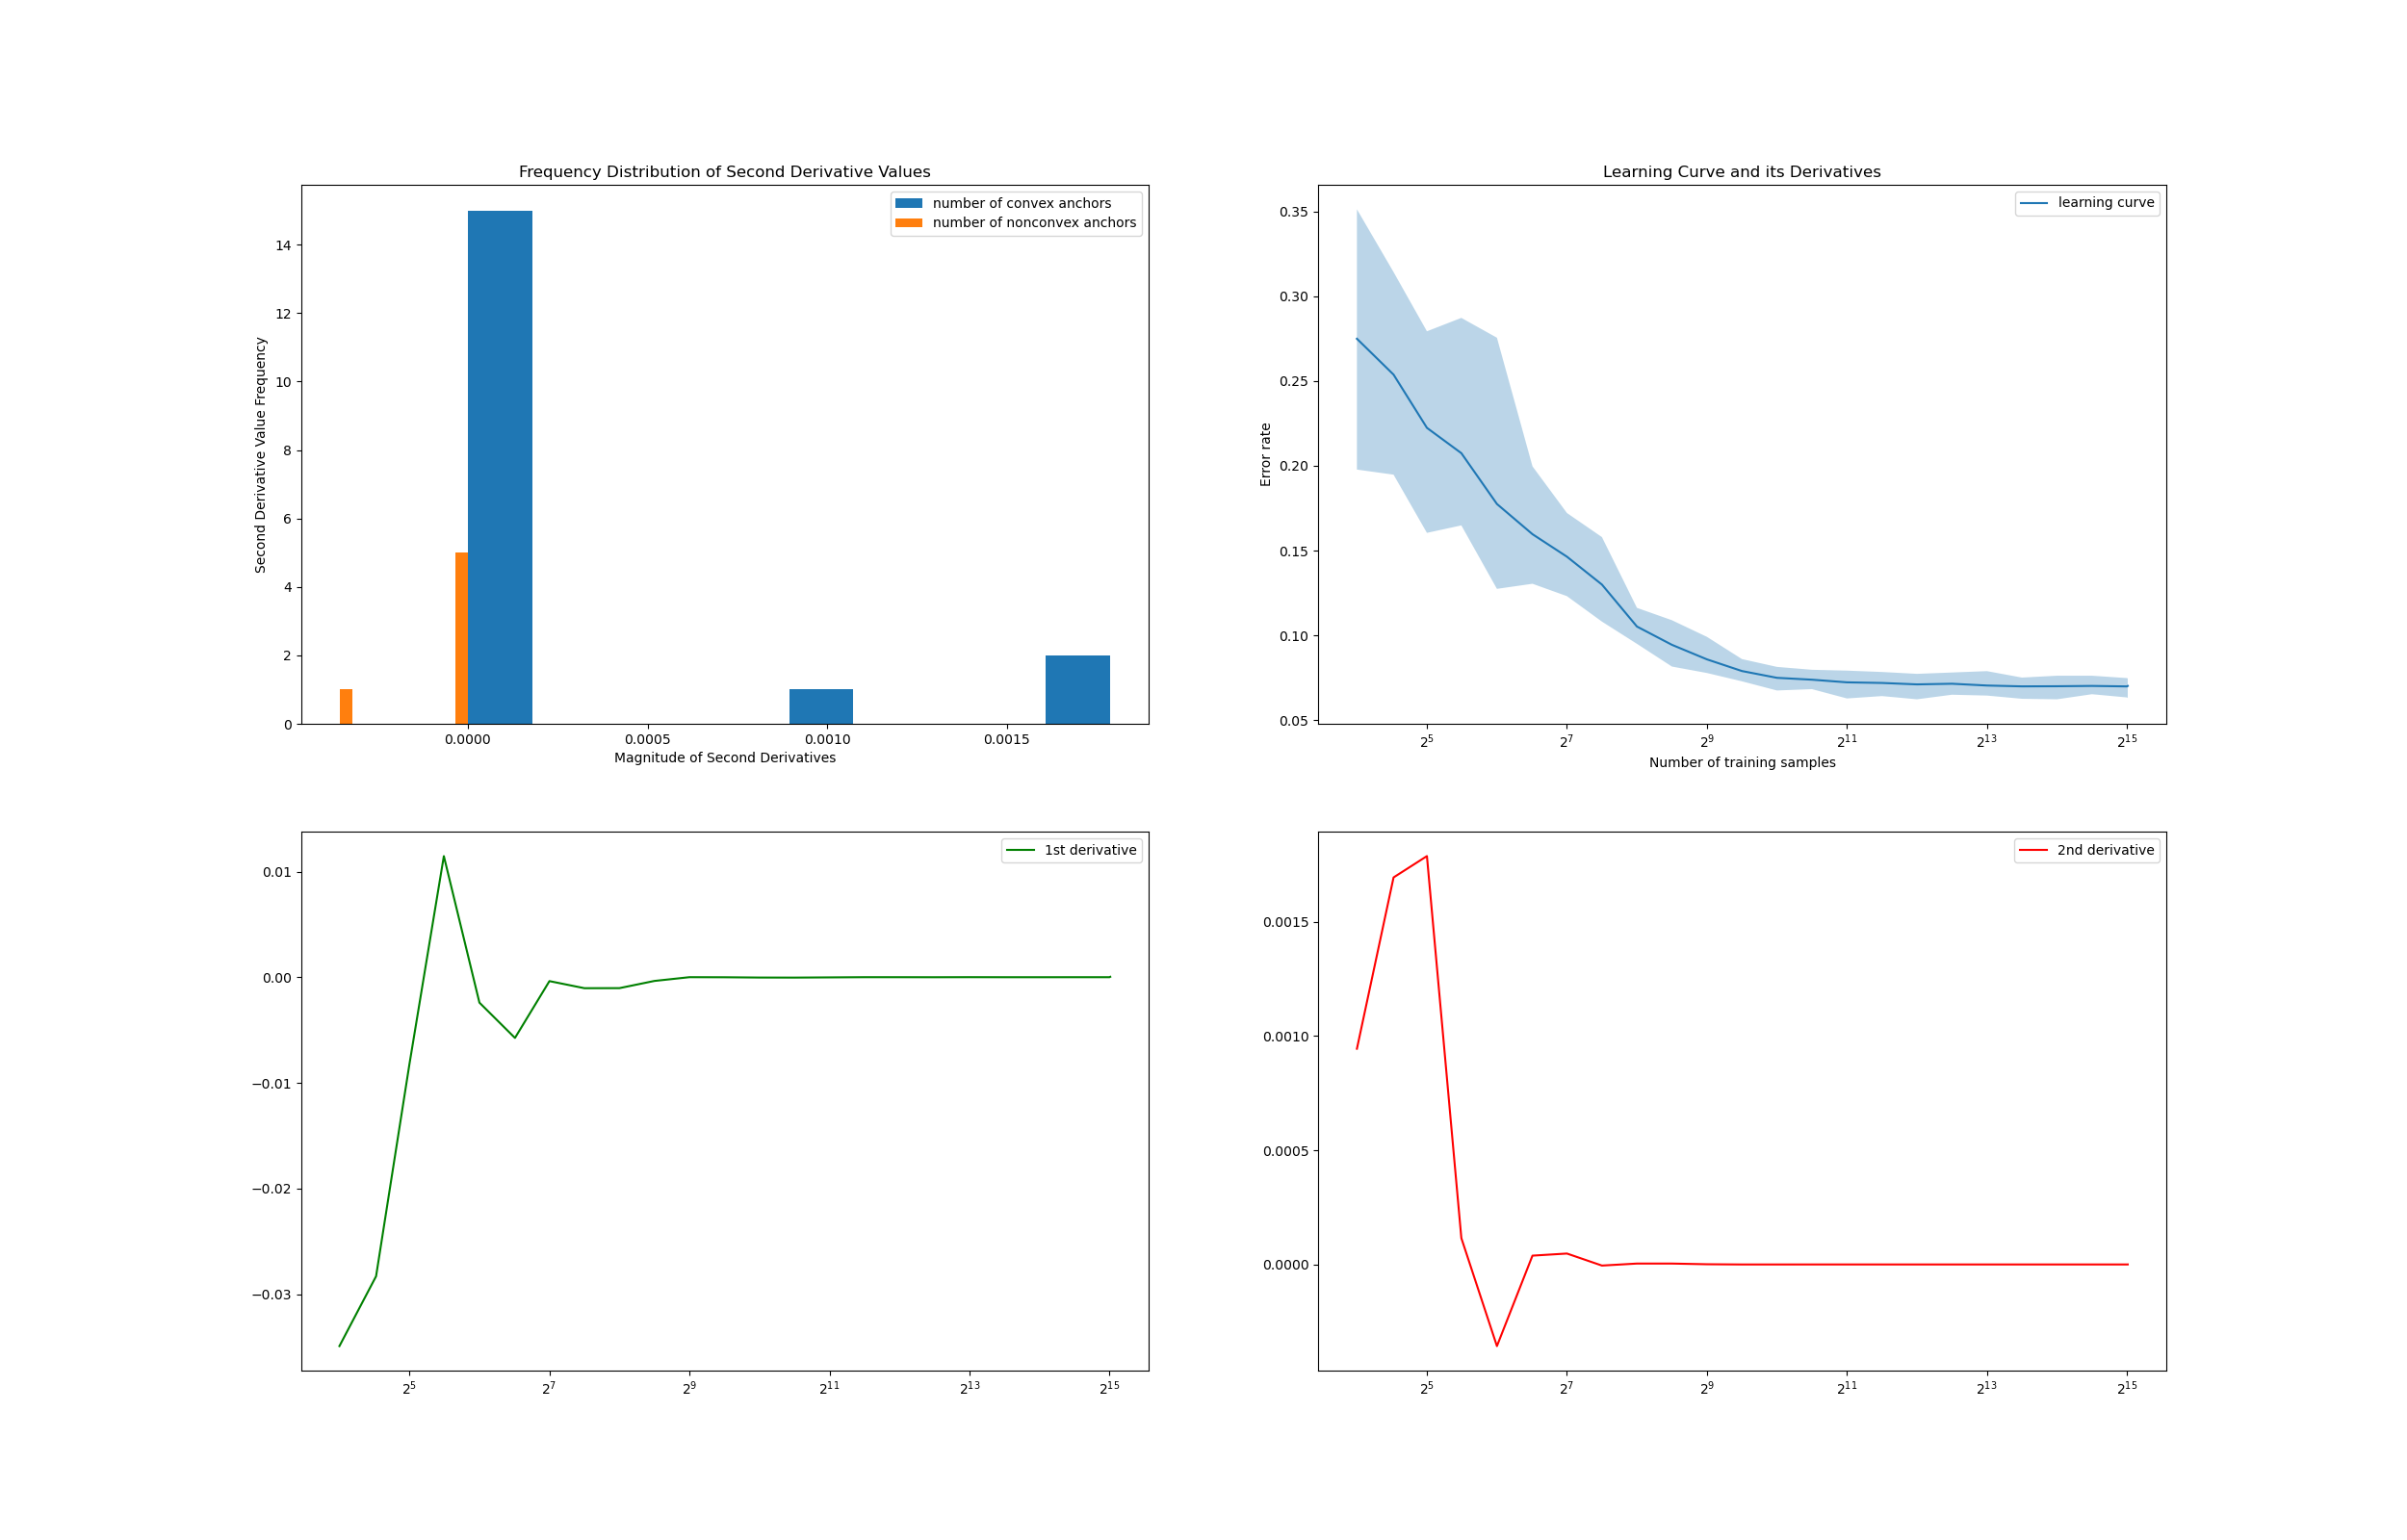 Frequency Distribution of Second Derivative Values
number of convex anchors
number of nonconvex anchors
Second Derivative Value Frequency
14
12
10
8
6
4
2
0
0.0000 0.0005 0.0010 0.0015
Magnitude of Second Derivatives
Learning Curve and its Derivatives
learning curve
Error rate
0.35
0.30
0.25
0.20
0.15
0.10
0.05
2^5 2^7 2^9 2^11 2^13 2^15
Number of training samples
1st derivative
0.01
0.00
−0.01
−0.02
−0.03
2^5 2^7 2^9 2^11 2^13 2^15
2nd derivative
0.0015
0.0010
0.0005
0.0000
2^5 2^7 2^9 2^11 2^13 2^15